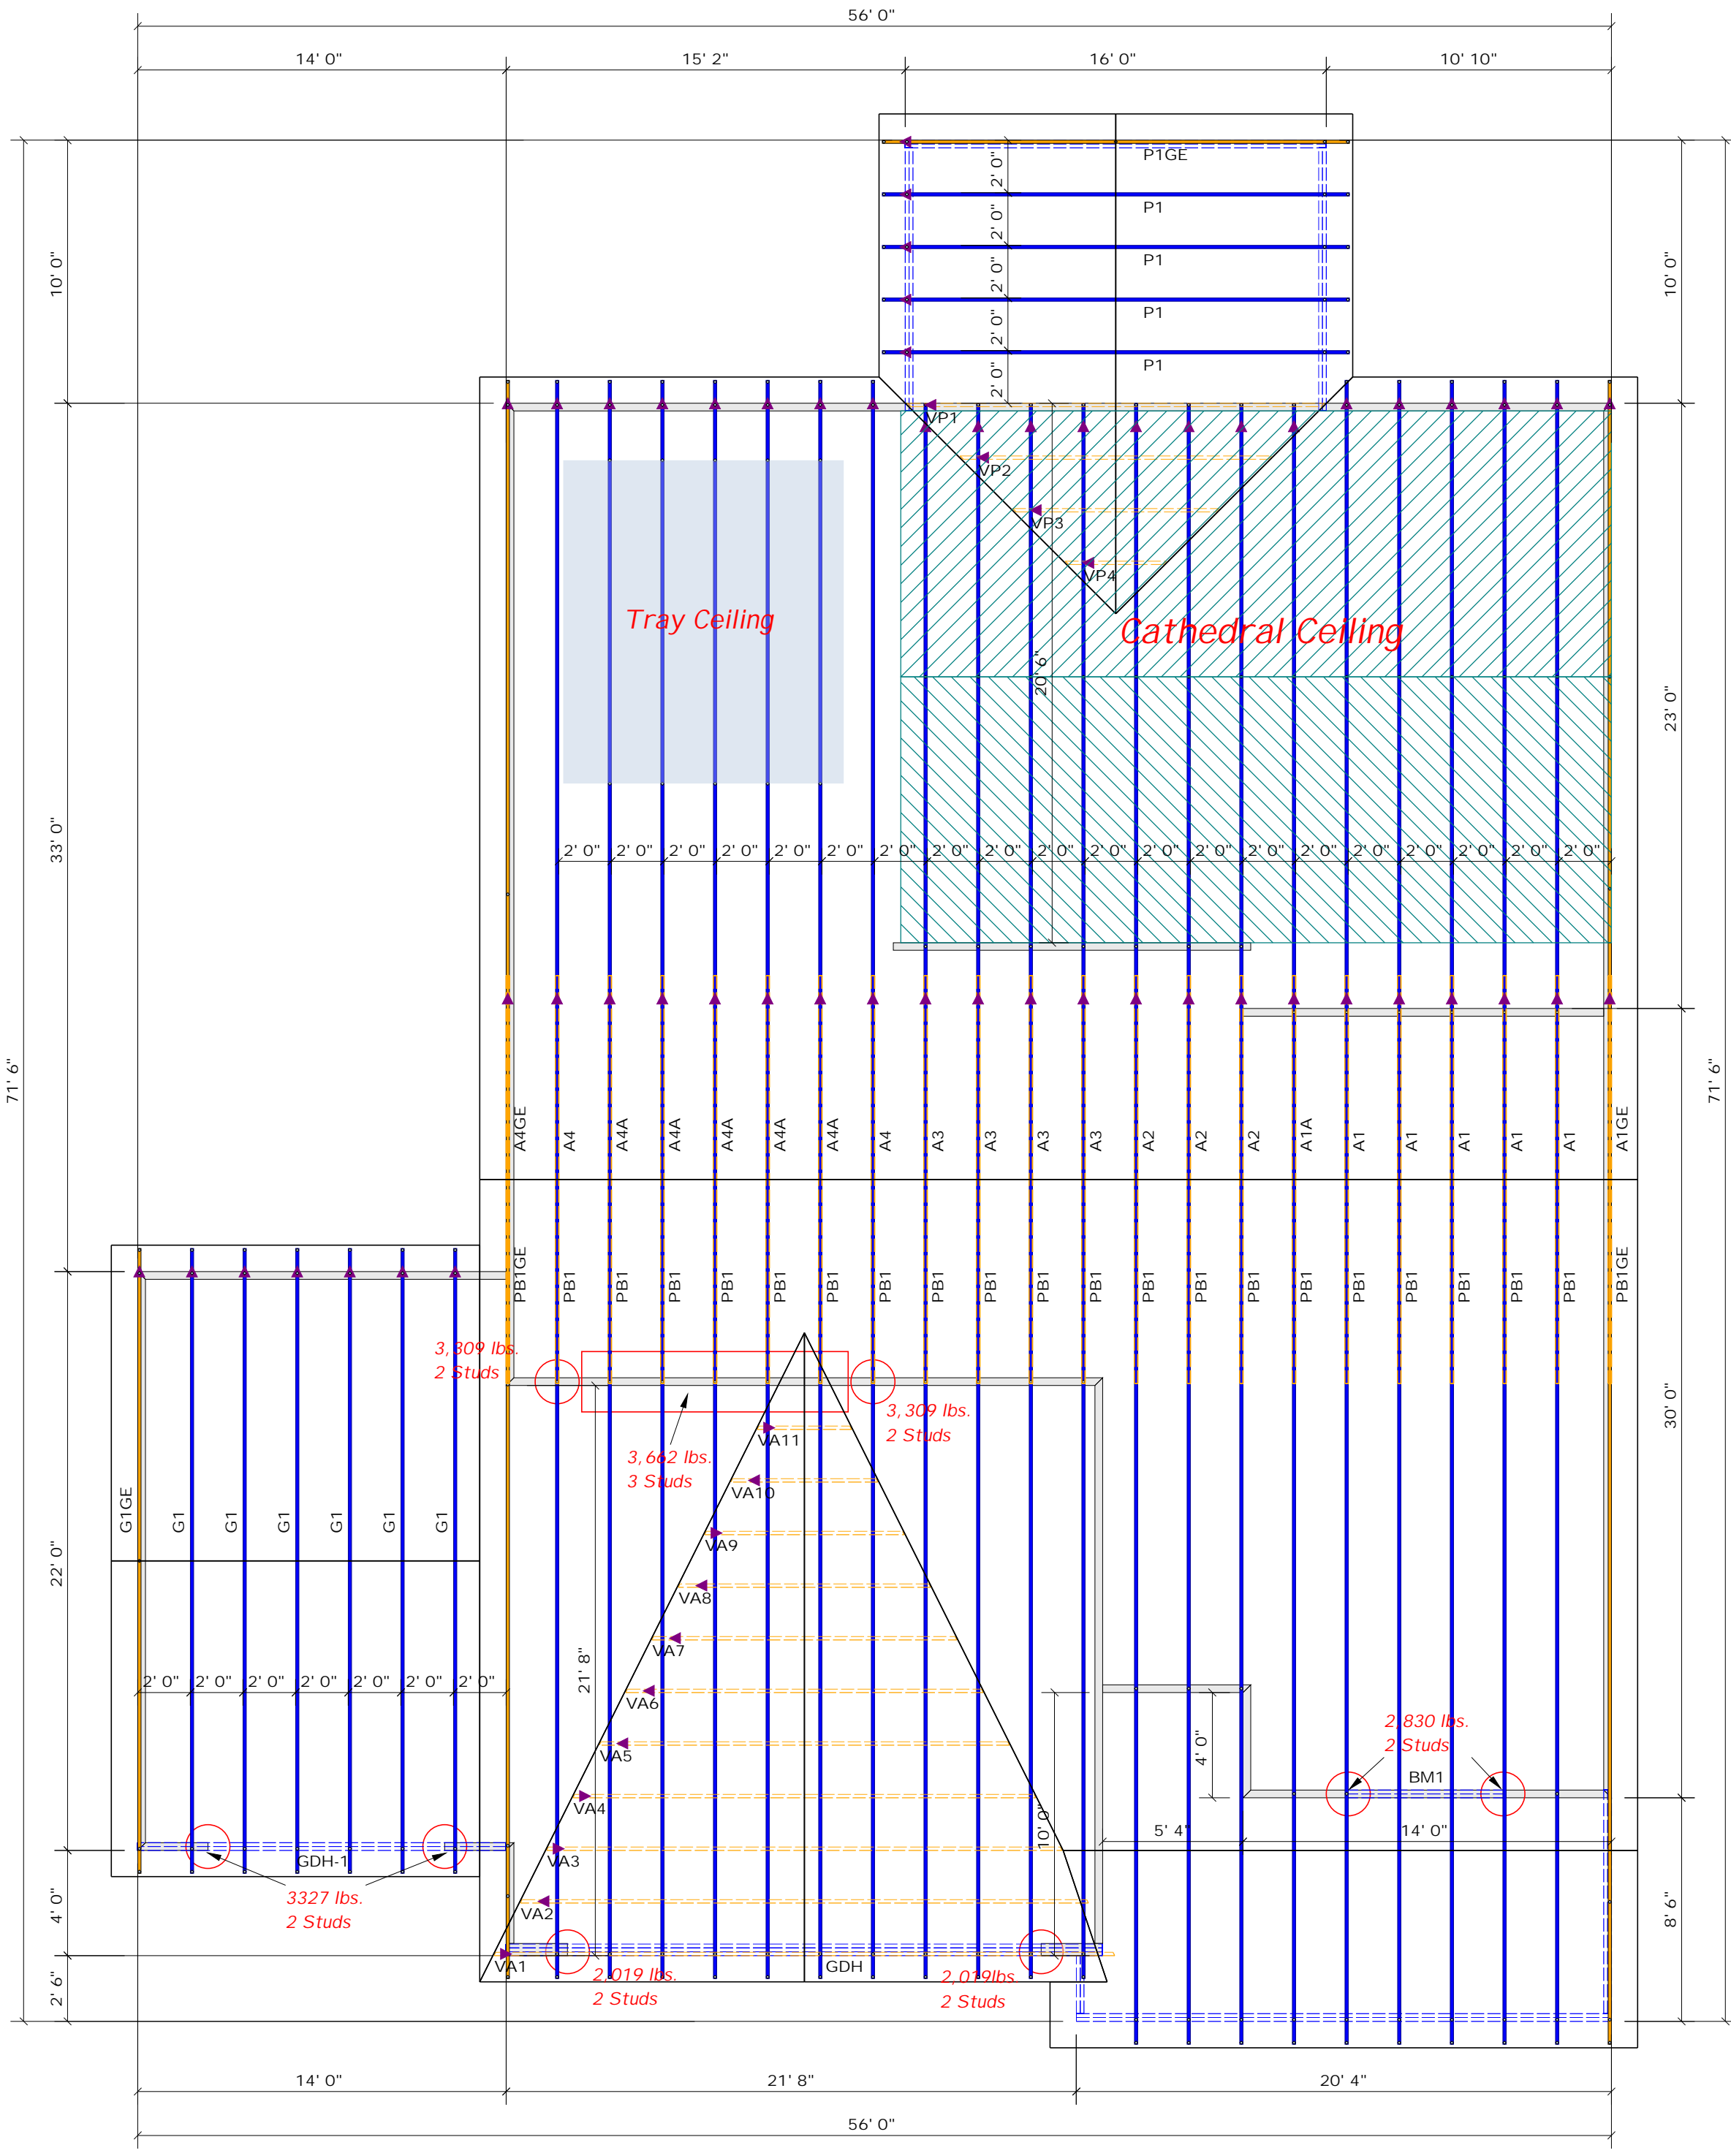 56' 0"
14' 0"
15' 2"
16' 0"
10' 10"
P1GE
2' 0"
P1
2' 0"
P1
2' 0"
P1
2' 0"
P1
2' 0"
10' 0"
10' 0"
VP1
VP2
VP3
VP4
Tray Ceiling
Cathedral Ceiling
20' 6"
23' 0"
33' 0"
2' 0" 2' 0" 2' 0" 2' 0" 2' 0" 2' 0" 2' 0" 2' 0" 2' 0" 2' 0" 2' 0" 2' 0" 2' 0" 2' 0" 2' 0" 2' 0" 2' 0" 2' 0" 2' 0" 2' 0"
71' 6"
71' 6"
A4GE A4 A4A A4A A4A A4A A4A A4 A3 A3 A3 A3 A2 A2 A2 A1A A1 A1 A1 A1 A1 A1GE
PB1GE PB1 PB1 PB1 PB1 PB1 PB1 PB1 PB1 PB1 PB1 PB1 PB1 PB1 PB1 PB1 PB1 PB1 PB1 PB1 PB1 PB1GE
3,309 lbs.
2 Studs
3,309 lbs.
2 Studs
3,662 lbs.
3 Studs
30' 0"
G1GE G1 G1 G1 G1 G1 G1
22' 0"
VA11
VA10
VA9
VA8
VA7
VA6
VA5
VA4
VA3
VA2
VA1
21' 8"
2' 0" 2' 0" 2' 0" 2' 0" 2' 0" 2' 0" 2' 0"
4' 0"
10' 0"
2,830 lbs.
2 Studs
BM1
5' 4"
14' 0"
GDH-1
3327 lbs.
2 Studs
4' 0"
8' 6"
GDH
2,019 lbs.
2 Studs
2,019lbs.
2 Studs
2' 6"
14' 0"
21' 8"
20' 4"
56' 0"